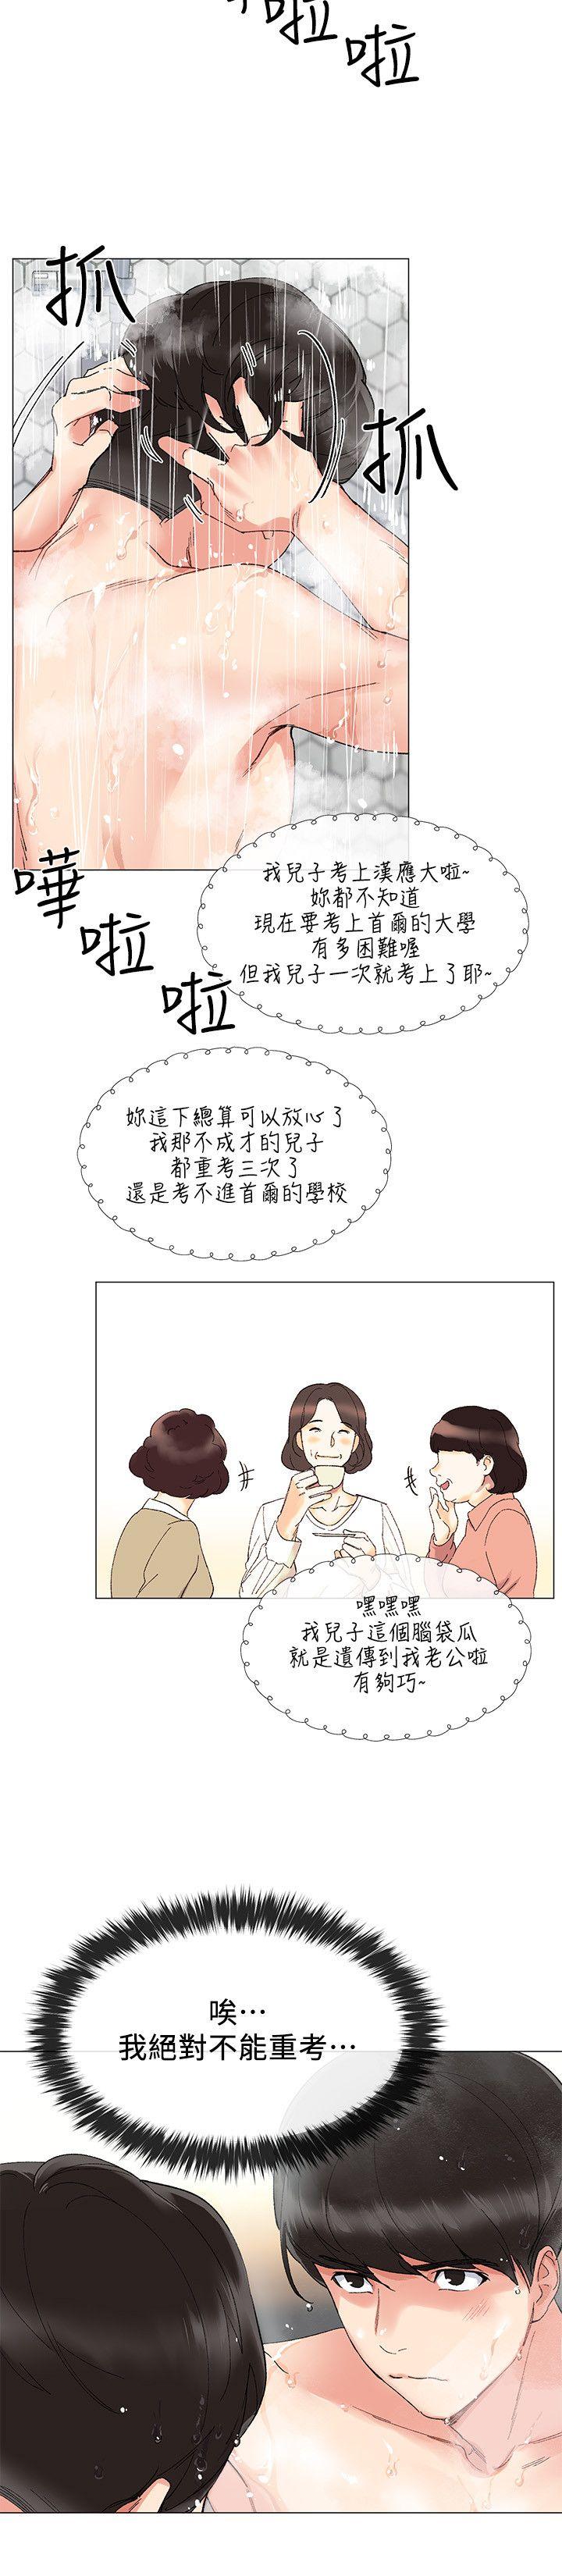 啦
啦
抓
抓
嘩
啦
啦
我兒子考上漢應大啦~
妳都不知道
現在要考上首爾的大學
有多困難喔
但我兒子一次就考上了耶~
妳這下總算可以放心了
我那不成才的兒子
都重考三次了
還是考不進首爾的學校
嘿嘿嘿
我兒子這個腦袋瓜
就是遺傳到我老公啦
有夠巧~
唉…
我絕對不能重考…